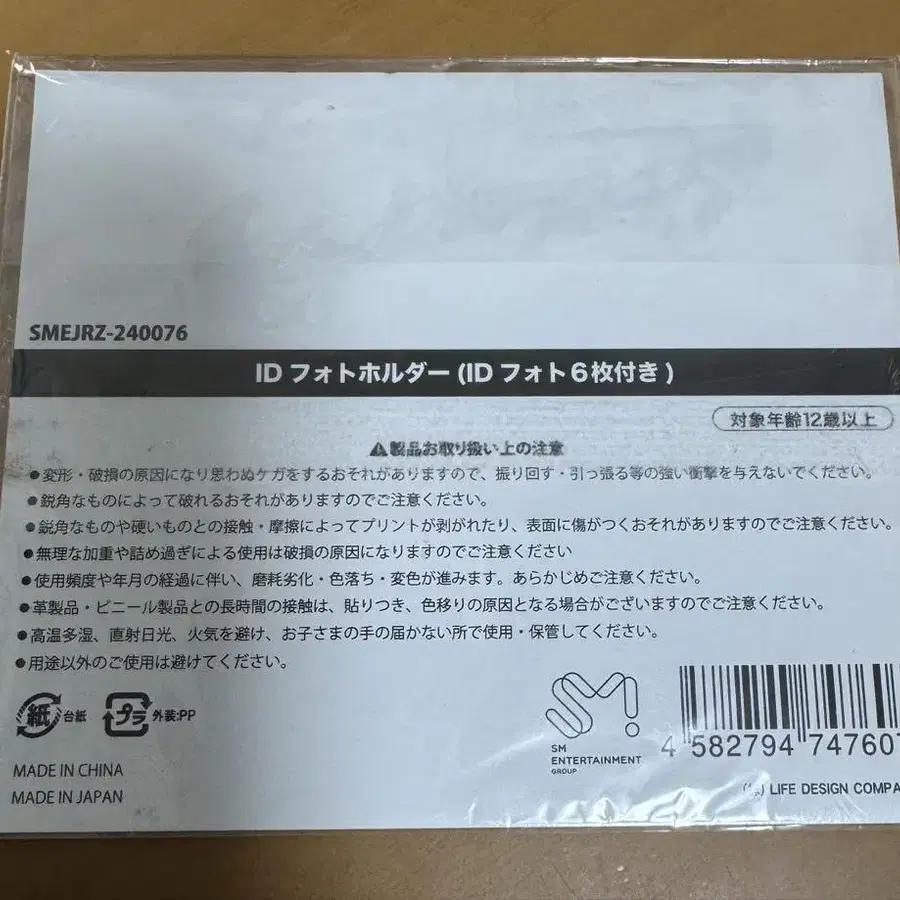 SMEJRZ-240076
ID フォトホルダー (ID フォト6枚付き)
対象年齢12歳以上
⚠製品お取り扱い上の注意
●変形・破損の原因になり思わぬケガをするおそれがありますので、振り回す・引っ張る等の強い衝撃を与えないでください。
●鋭角なものによって破れるおそれがありますのでご注意ください。
●鋭角なものや硬いものとの接触・摩擦によってプリントが剥がれたり、表面に傷がつくおそれがありますのでご注意ください。
●無理な加重や詰め過ぎによる使用は破損の原因になりますのでご注意ください
●使用頻度や年月の経過に伴い、磨耗劣化・色落ち・変色が進みます。あらかじめご注意ください。
●革製品・ビニール製品との長時間の接触は、貼りつき、色移りの原因となる場合がございますのでご注意ください。
●高温多湿、直射日光、火気を避け、お子さまの手の届かない所で使用・保管してください。
●用途以外のご使用は避けてください。
紙 台紙 プラ 外装:PP
SM
ENTERTAINMENT
GROUP
4 582794 74760
MADE IN CHINA
MADE IN JAPAN
LIFE DESIGN COMPA